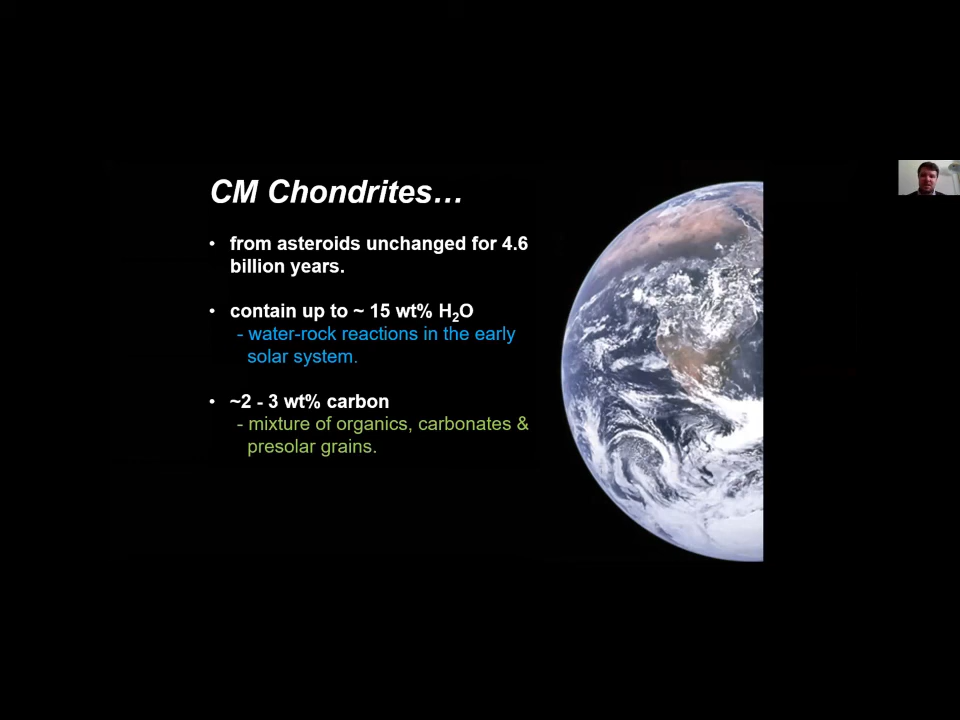 CM Chondrites…
• from asteroids unchanged for 4.6
billion years.
• contain up to ~ 15 wt% H₂O
- water-rock reactions in the early
solar system.
• ~2 - 3 wt% carbon
- mixture of organics, carbonates &
presolar grains.